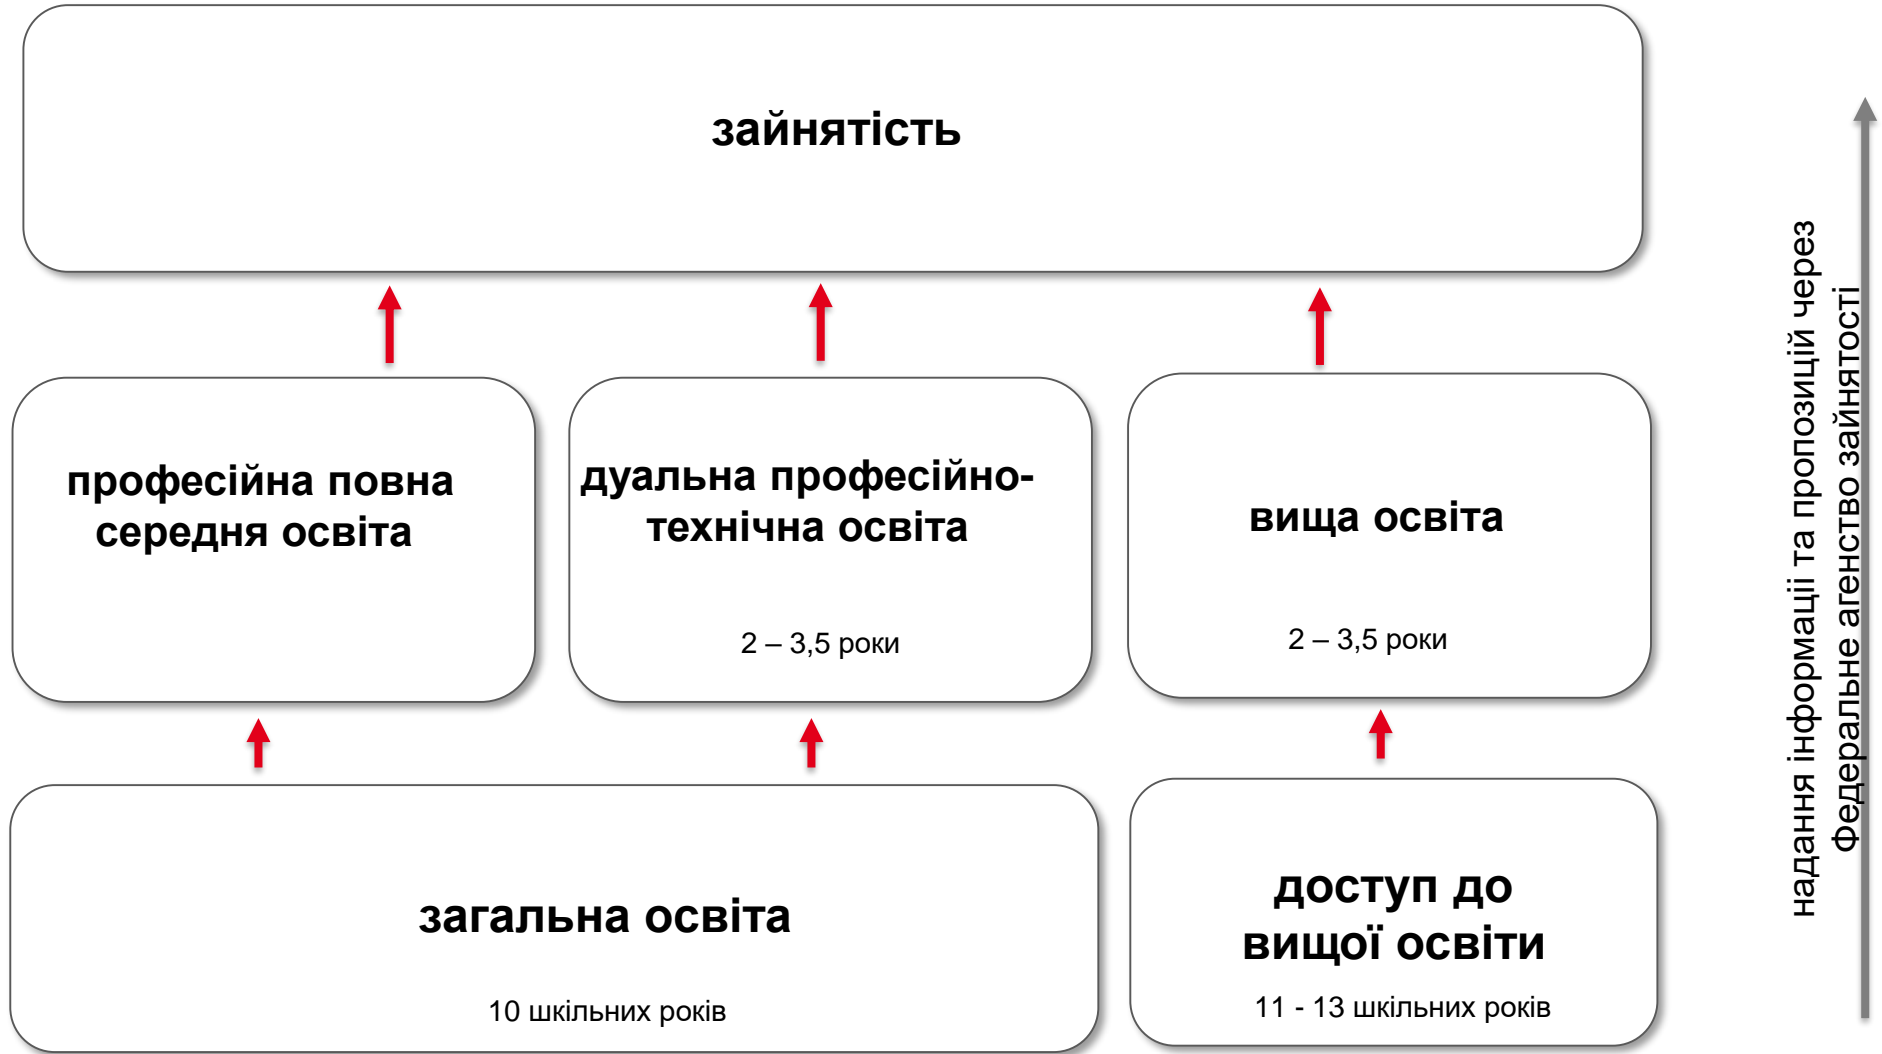 зайнятість
професійна повна
середня освіта
дуальна професійно-
технічна освіта
2 – 3,5 роки
вища освіта
2 – 3,5 роки
загальна освіта
10 шкільних років
доступ до
вищої освіти
11 - 13 шкільних років
надання інформації та пропозицій через
Федеральне агенство зайнятості